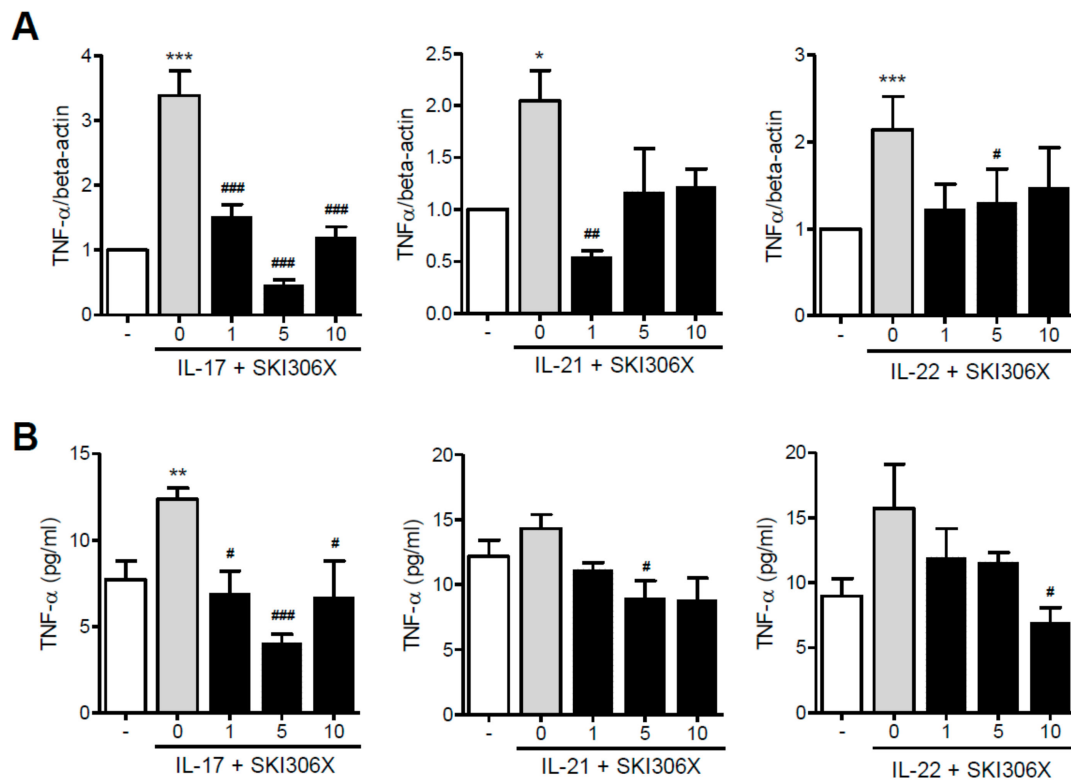 A
TNF-α/beta-actin
4
3
2
1
0
***
###
###
###
- 0 1 5 10
IL-17 + SKI306X
TNFα/beta-actin
2.5
2.0
1.5
1.0
0.5
0.0
*
##
- 0 1 5 10
IL-21 + SKI306X
TNFα/beta-actin
3
2
1
0
***
#
- 0 1 5 10
IL-22 + SKI306X
B
TNF-α (pg/ml)
15
10
5
0
**
#
###
#
- 0 1 5 10
IL-17 + SKI306X
TNF-α (pg/ml)
20
15
10
5
0
#
- 0 1 5 10
IL-21 + SKI306X
TNF-α (pg/ml)
20
15
10
5
0
#
- 0 1 5 10
IL-22 + SKI306X